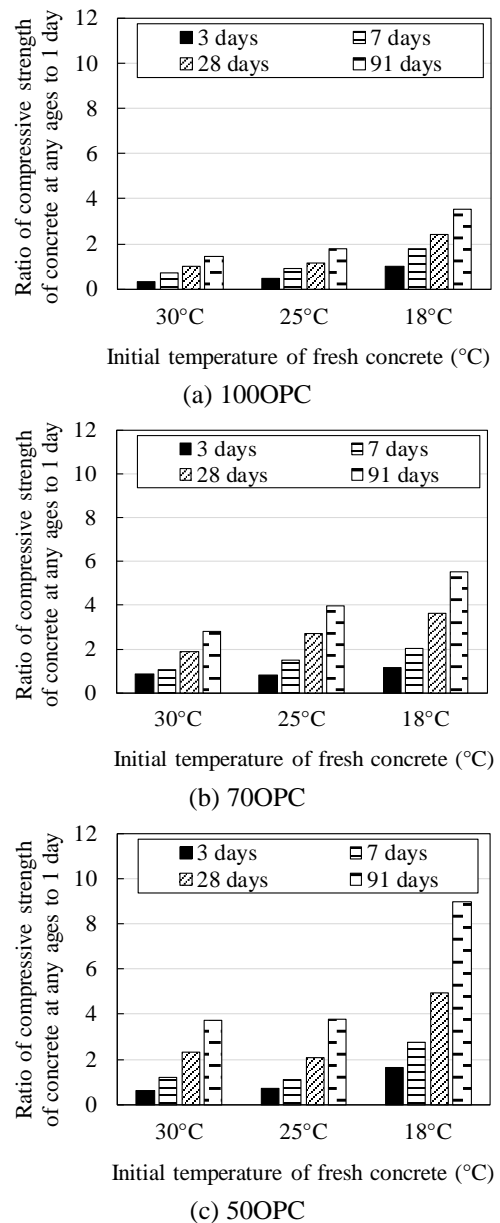 12
10
8
6
4
2
0
Ratio of compressive strength
of concrete at any ages to 1 day
3 days 7 days
28 days 91 days
30°C 25°C 18°C
Initial temperature of fresh concrete (°C)
(a) 100OPC
12
10
8
6
4
2
0
Ratio of compressive strength
of concrete at any ages to 1 day
3 days 7 days
28 days 91 days
30°C 25°C 18°C
Initial temperature of fresh concrete (°C)
(b) 70OPC
12
10
8
6
4
2
0
Ratio of compressive strength
of concrete at any ages to 1 day
3 days 7 days
28 days 91 days
30°C 25°C 18°C
Initial temperature of fresh concrete (°C)
(c) 50OPC